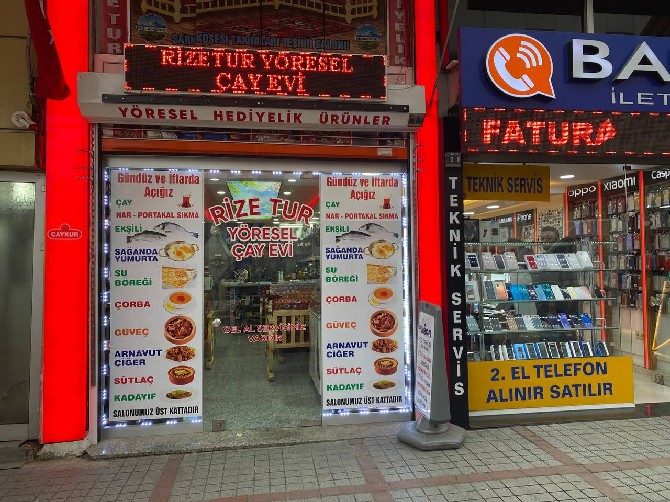 RİZETUR YÖRESEL
ÇAY EVİ
YÖRESEL HEDİYELİK ÜRÜNLER
Gündüz ve İftarda
Açığız
ÇAY
NAR - PORTAKAL SIKMA
EKŞİLİ
SAĞANDA
YUMURTA
SU
BÖREĞİ
ÇORBA
GÜVEÇ
ARNAVUT
CİĞER
SÜTLAÇ
KADAYIF
SALONUMUZ ÜST KATTADIR
RİZE TUR
YÖRESEL
ÇAY EVİ
Gündüz ve İftarda
Açığız
ÇAY
NAR - PORTAKAL SIKMA
EKŞİLİ
SAĞANDA
YUMURTA
SU
BÖREĞİ
ÇORBA
GÜVEÇ
ARNAVUT
CİĞER
SÜTLAÇ
KADAYIF
SALONUMUZ ÜST KATTADIR
ÇAYKUR
BA
İLET
FATURA
TEKNİK SERVİS
TEKNİK SERVİS
oppo
xiaomi
2. EL TELEFON
ALINIR SATILIR